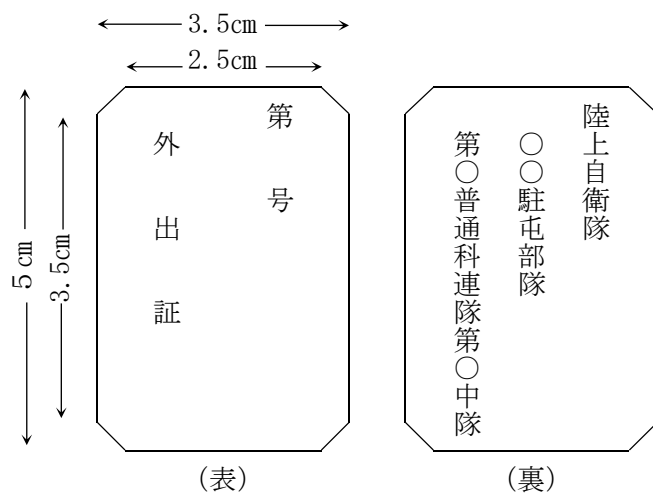 3.5cm
2.5cm
5cm
3.5cm
第 号
外出証
(表)
陸上自衛隊
○○駐屯部隊
第○普通科連隊第○中隊
(裏)